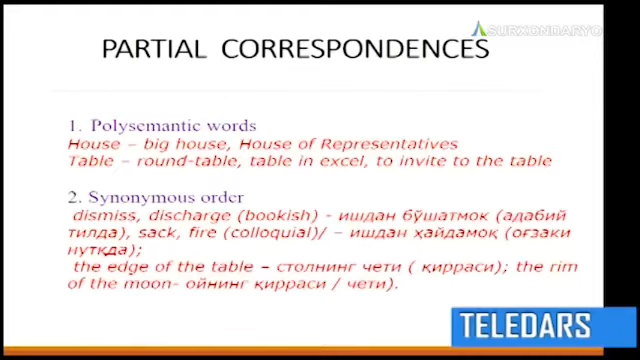 SURXONDARYO
PARTIAL CORRESPONDENCES
1. Polysemantic words
House – big house, House of Representatives
Table – round-table, table in excel, to invite to the table
2. Synonymous order
dismiss, discharge (bookish) - ишдан бўшатмок (адабий
тилда), sack, fire (colloquial)/ – ишдан ҳайдамоқ (оғзаки
нутқда);
the edge of the table – столнинг чети ( қирраси); the rim
of the moon- ойнинг қирраси / чети).
TELEDARS